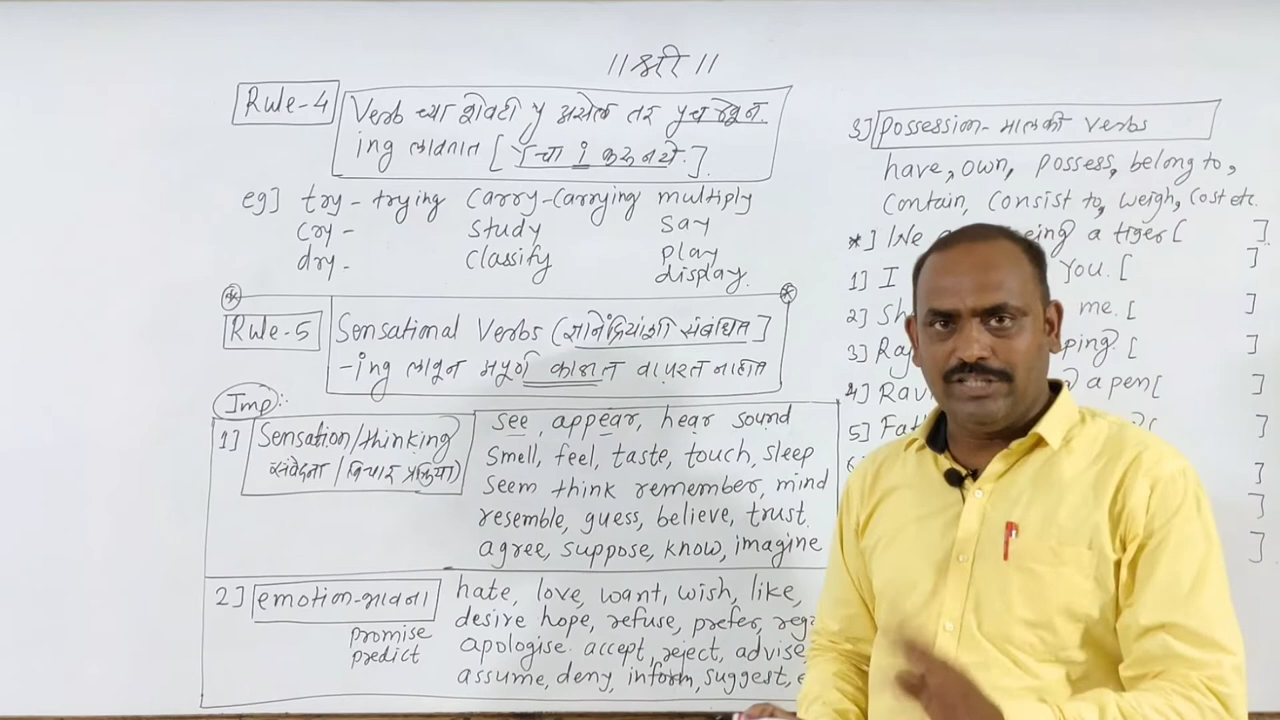 ॥ श्री ॥
Rule-4
Verb च्या शेवटी y असेल तर y तसाच ठेवून
ing लावतात [ y चा i करू नये. ]
eg] try - trying carry-carrying multiply
cry - study say
dry - classify play
display.
Rule-5
Sensational Verbs (ज्ञानेंद्रियांशी संबंधित ]
-ing लावून अपूर्ण काळात वापरत नाहीत
Imp :-
1] Sensation/thinking
संवेदना / विचार प्रक्रिया
see, appear, hear sound
Smell, feel, taste, touch, sleep
seem think remember, mind
resemble, guess, believe, trust.
agree, suppose, know, imagine
2] emotion-भावना
promise
predict
hate, love, want, wish, like,
desire hope, refuse, prefer,
apologise. accept, reject, advise,
assume, deny, inform, suggest,
3] Possession- मालकी Verbs
have, own, possess, belong to,
Contain, Consist to, weigh, Cost etc.
*] We a tiger [ ].
1] I you. [ ]
2] me. [ ]
3] [ ]
4] a pen [ ]
5] [ ]
]
]
]